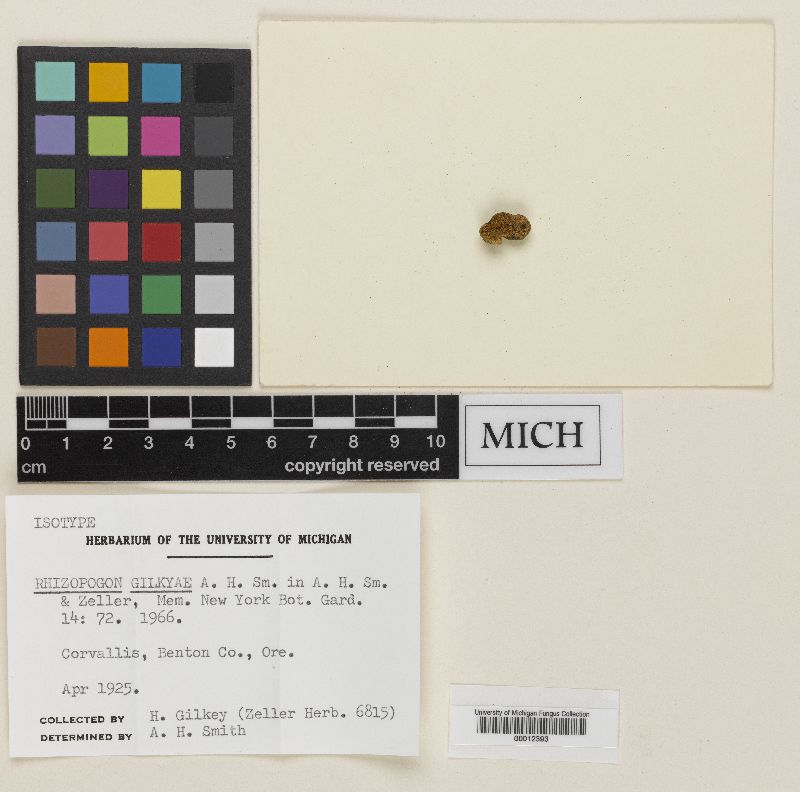 0 1 2 3 4 5 6 7 8 9 10
cm copyright reserved
MICH
ISOTYPE
HERBARIUM OF THE UNIVERSITY OF MICHIGAN
RHIZOPOGON GILKYAE A. H. Sm. in A. H. Sm.
& Zeller, Mem. New York Bot. Gard.
14: 72. 1966.
Corvallis, Benton Co., Ore.
Apr 1925.
COLLECTED BY H. Gilkey (Zeller Herb. 6815)
DETERMINED BY A. H. Smith
University of Michigan Fungus Collection
00012393